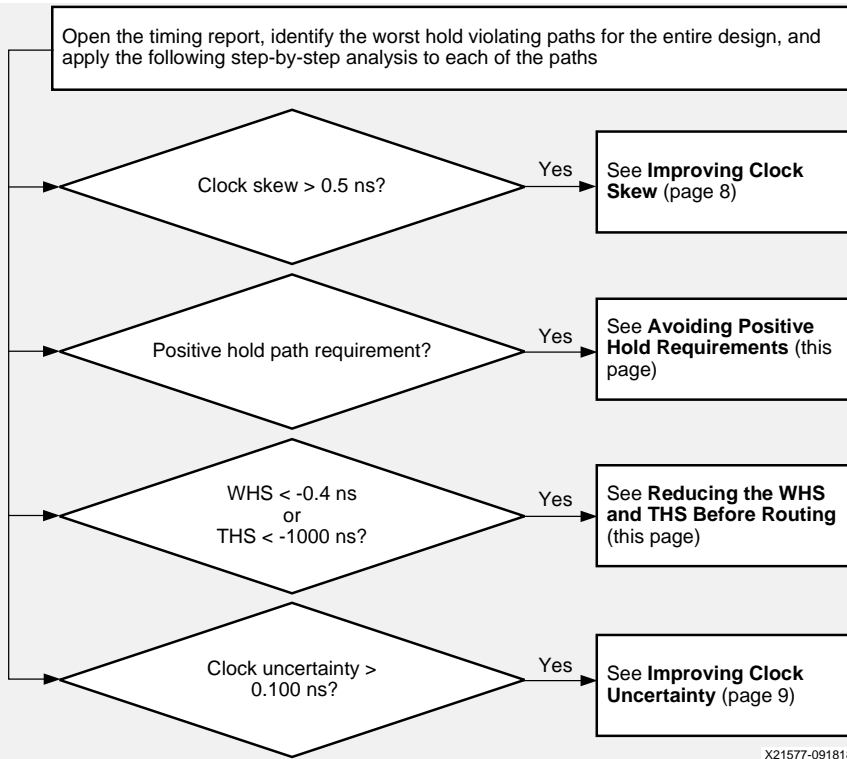 Open the timing report, identify the worst hold violating paths for the entire design, and
apply the following step-by-step analysis to each of the paths
Clock skew > 0.5 ns?
Yes
See Improving Clock
Skew (page 8)
Positive hold path requirement?
Yes
See Avoiding Positive
Hold Requirements (this
page)
WHS < -0.4 ns
or
THS < -1000 ns?
Yes
See Reducing the WHS
and THS Before Routing
(this page)
Clock uncertainty >
0.100 ns?
Yes
See Improving Clock
Uncertainty (page 9)
X21577-091818